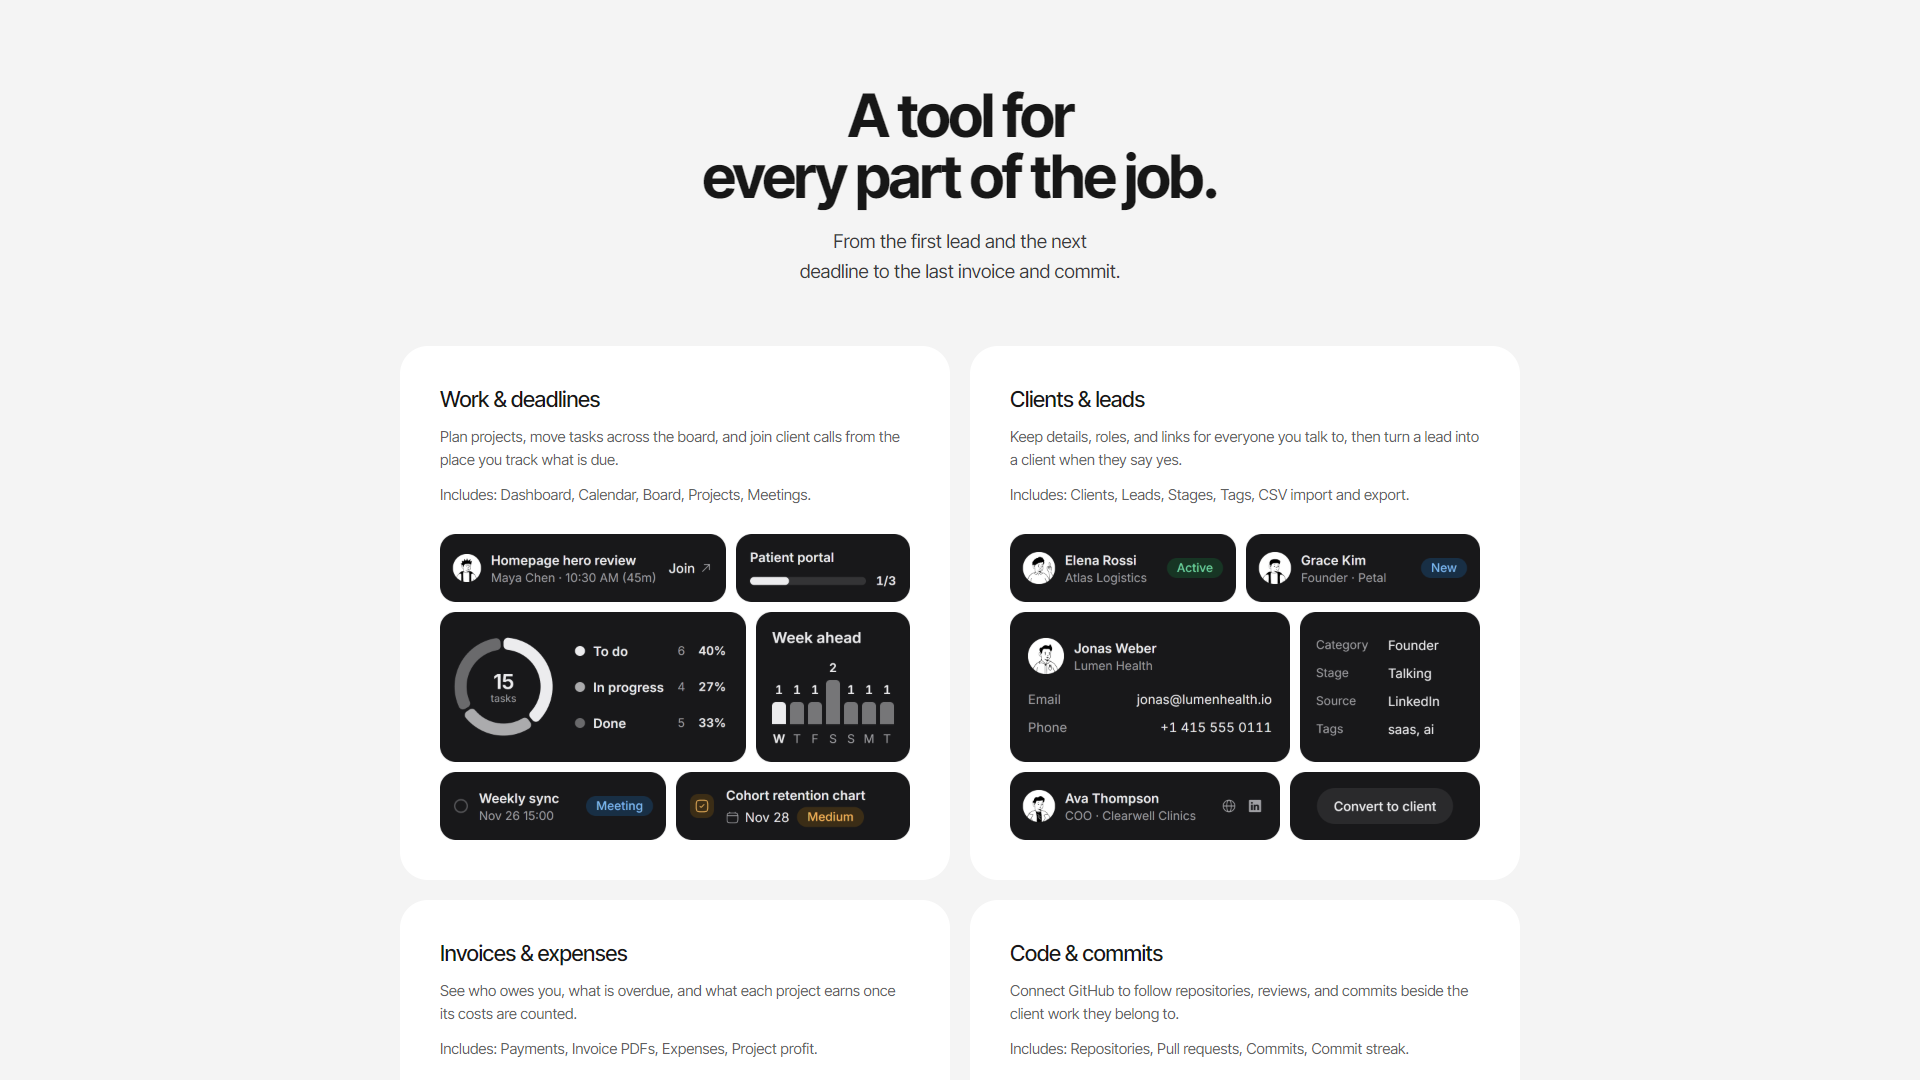 A tool for
every part of the job.
From the first lead and the next
deadline to the last invoice and commit.
Work & deadlines
Plan projects, move tasks across the board, and join client calls from the
place you track what is due.
Includes: Dashboard, Calendar, Board, Projects, Meetings.
Homepage hero review
Maya Chen · 10:30 AM (45m)
Join
Patient portal
1/3
15
tasks
To do 6 40%
In progress 4 27%
Done 5 33%
Week ahead
2
1 1 1 1 1 1
W T F S S M T
Weekly sync
Nov 26 15:00
Meeting
Cohort retention chart
Nov 28 Medium
Clients & leads
Keep details, roles, and links for everyone you talk to, then turn a lead into
a client when they say yes.
Includes: Clients, Leads, Stages, Tags, CSV import and export.
Elena Rossi
Atlas Logistics
Active
Grace Kim
Founder · Petal
New
Jonas Weber
Lumen Health
Email jonas@lumenhealth.io
Phone +1 415 555 0111
Category Founder
Stage Talking
Source LinkedIn
Tags saas, ai
Ava Thompson
COO · Clearwell Clinics
in
Convert to client
Invoices & expenses
See who owes you, what is overdue, and what each project earns once
its costs are counted.
Includes: Payments, Invoice PDFs, Expenses, Project profit.
Code & commits
Connect GitHub to follow repositories, reviews, and commits beside the
client work they belong to.
Includes: Repositories, Pull requests, Commits, Commit streak.